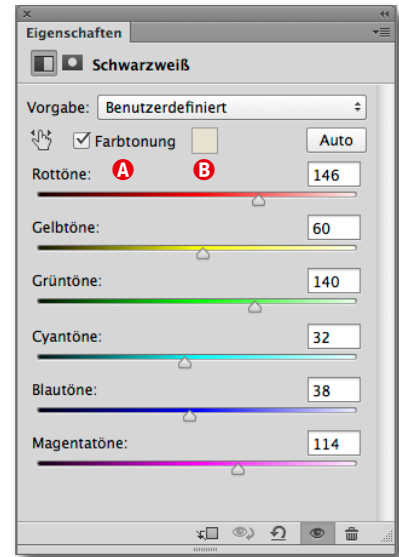 Eigenschaften
Schwarzweiß
Vorgabe: Benutzerdefiniert
Farbtonung Auto
A B
Rottöne: 146
Gelbtöne: 60
Grüntöne: 140
Cyantöne: 32
Blautöne: 38
Magentatöne: 114